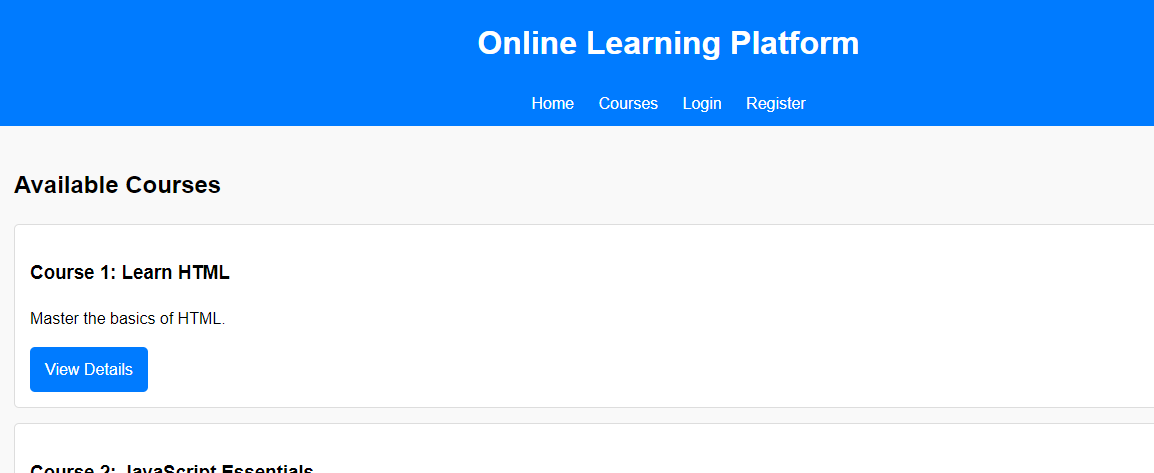 Online Learning Platform
Home Courses Login Register
Available Courses
Course 1: Learn HTML
Master the basics of HTML.
View Details
Course 2: JavaScript Essentials